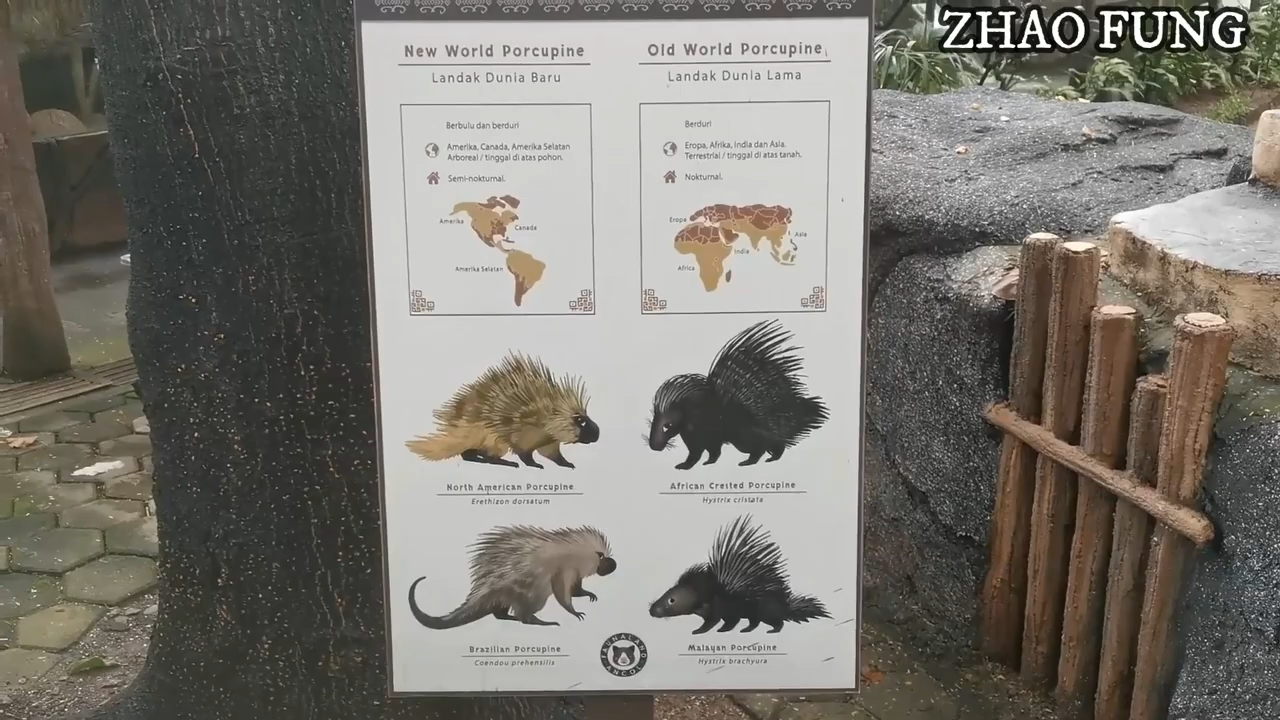 ZHAO FUNG
New World Porcupine
Landak Dunia Baru
Berbulu dan berduri
Amerika, Canada, Amerika Selatan
Arboreal / tinggal di atas pohon.
Semi-nokturnal.
Amerika
Canada
Amerika Selatan
North American Porcupine
Erethizon dorsatum
Brazilian Porcupine
Coendou prehensilis
Old World Porcupine
Landak Dunia Lama
Berduri
Eropa, Afrika, India dan Asia.
Terrestrial / tinggal di atas tanah.
Nokturnal.
Eropa
Asia
India
Africa
African Crested Porcupine
Hystrix cristata
Malayan Porcupine
Hystrix brachyura
FAUNALAND
ANCOL